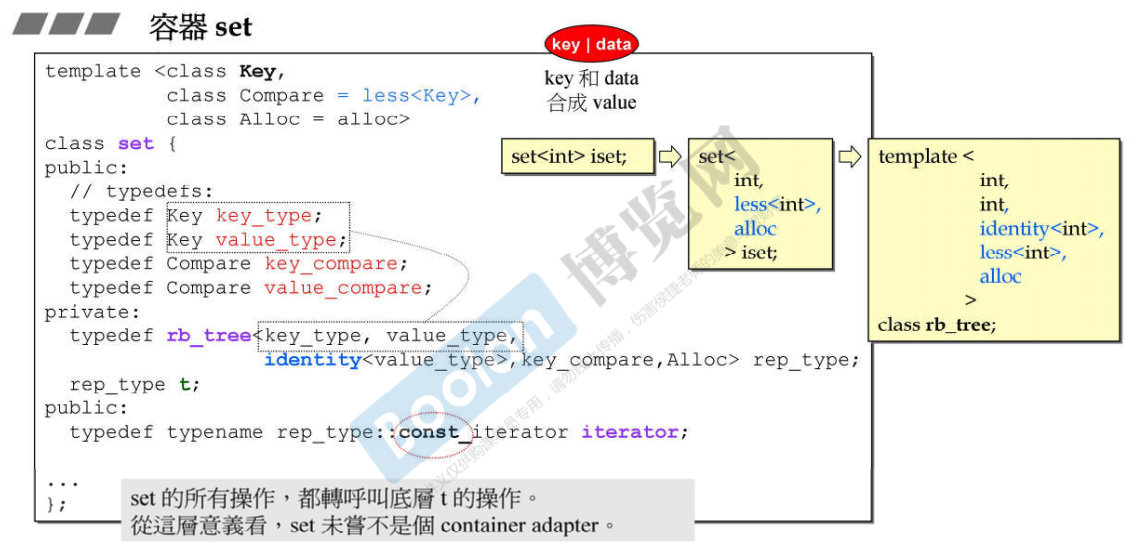 容器 set
key | data
key 和 data
合成 value
template <class Key,
class Compare = less<Key>,
class Alloc = alloc>
class set {
public:
// typedefs:
typedef Key key_type;
typedef Key value_type;
typedef Compare key_compare;
typedef Compare value_compare;
private:
typedef rb_tree<key_type, value_type,
identity<value_type>,key_compare,Alloc> rep_type;
rep_type t;
public:
typedef typename rep_type::const_iterator iterator;
...
};
set<int> iset;
set<
int,
less<int>,
alloc
> iset;
template <
int,
int,
identity<int>,
less<int>,
alloc
>
class rb_tree;
set 的所有操作，都轉呼叫底層 t 的操作。
從這層意義看，set 未嘗不是個 container adapter。
Boolan 博览网